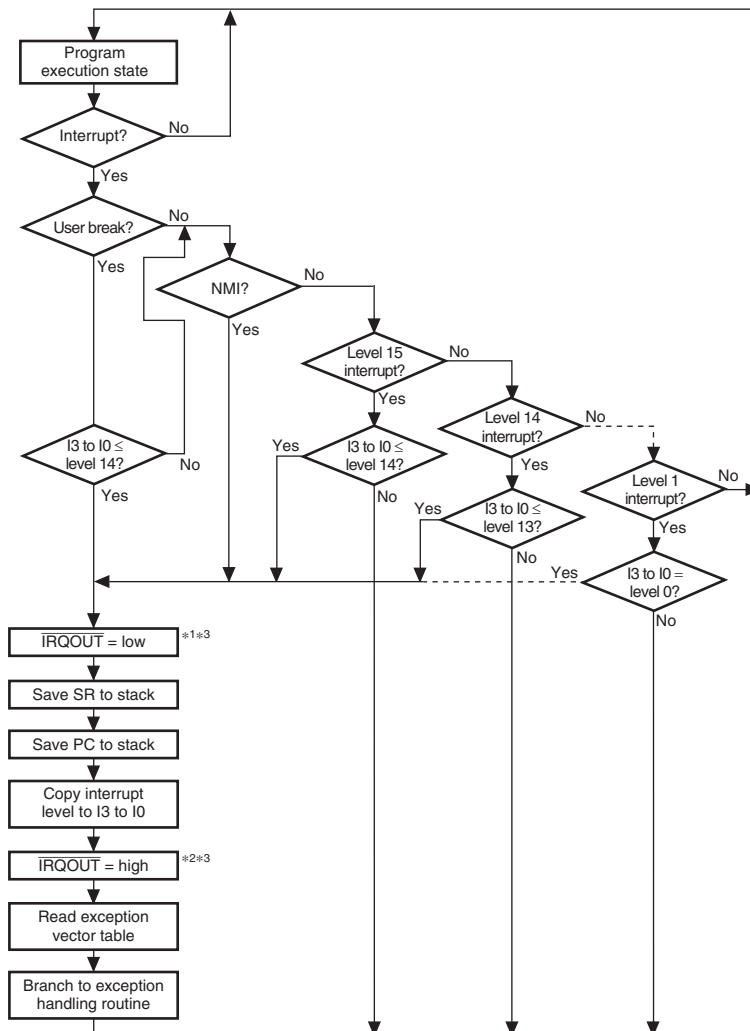 Program
execution state
Interrupt?
No
Yes
User break?
No
Yes
NMI?
No
Yes
Level 15
interrupt?
No
Yes
Level 14
interrupt?
No
Yes
I3 to I0 ≤
level 14?
No
Yes
I3 to I0 ≤
level 14?
Yes
No
Level 1
interrupt?
No
Yes
I3 to I0 ≤
level 13?
Yes
No
I3 to I0 =
level 0?
Yes
No
IRQOUT = low *1*3
Save SR to stack
Save PC to stack
Copy interrupt
level to I3 to I0
IRQOUT = high *2*3
Read exception
vector table
Branch to exception
handling routine